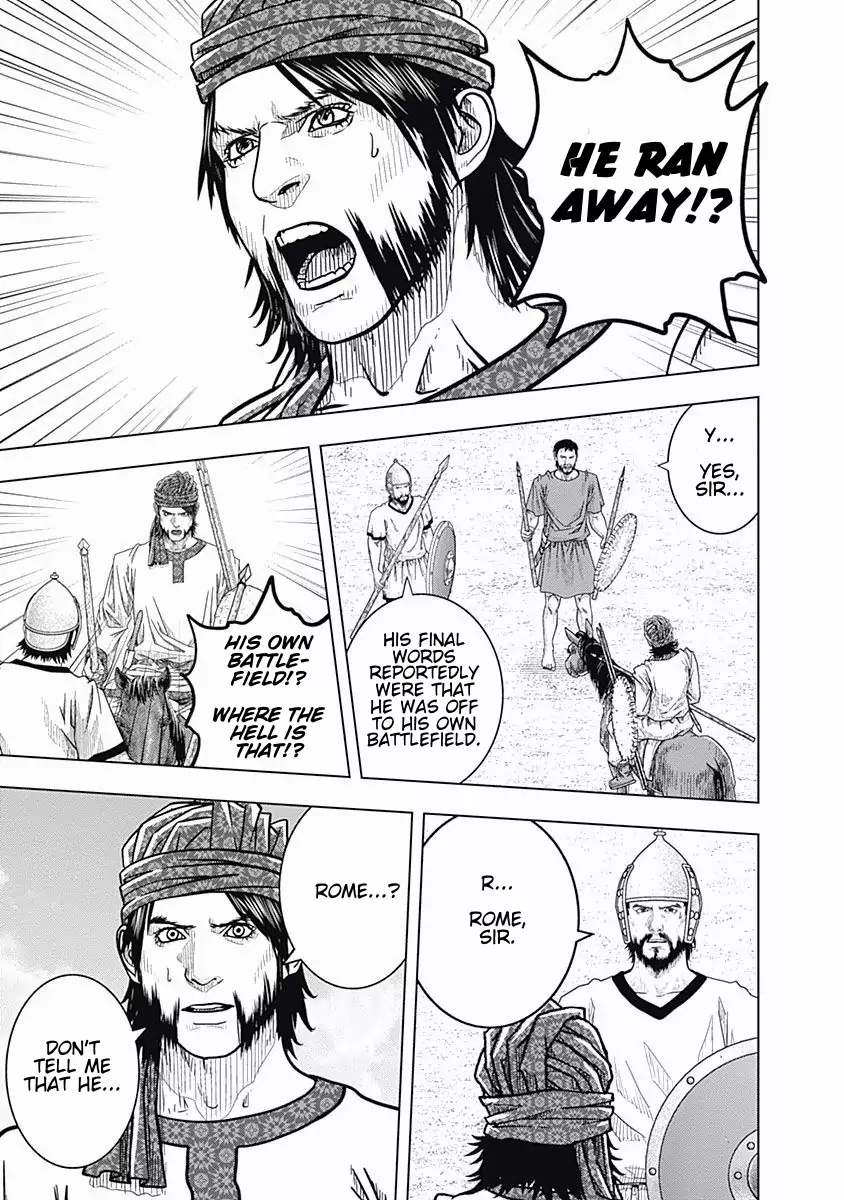 HE RAN
AWAY!?
Y...
YES,
SIR...
HIS FINAL
WORDS
REPORTEDLY
WERE THAT
HE WAS OFF
TO HIS OWN
BATTLEFIELD.
HIS OWN
BATTLE-
FIELD!?
WHERE THE
HELL IS
THAT!?
R...
ROME,
SIR.
ROME...?
DON'T
TELL ME
THAT HE...